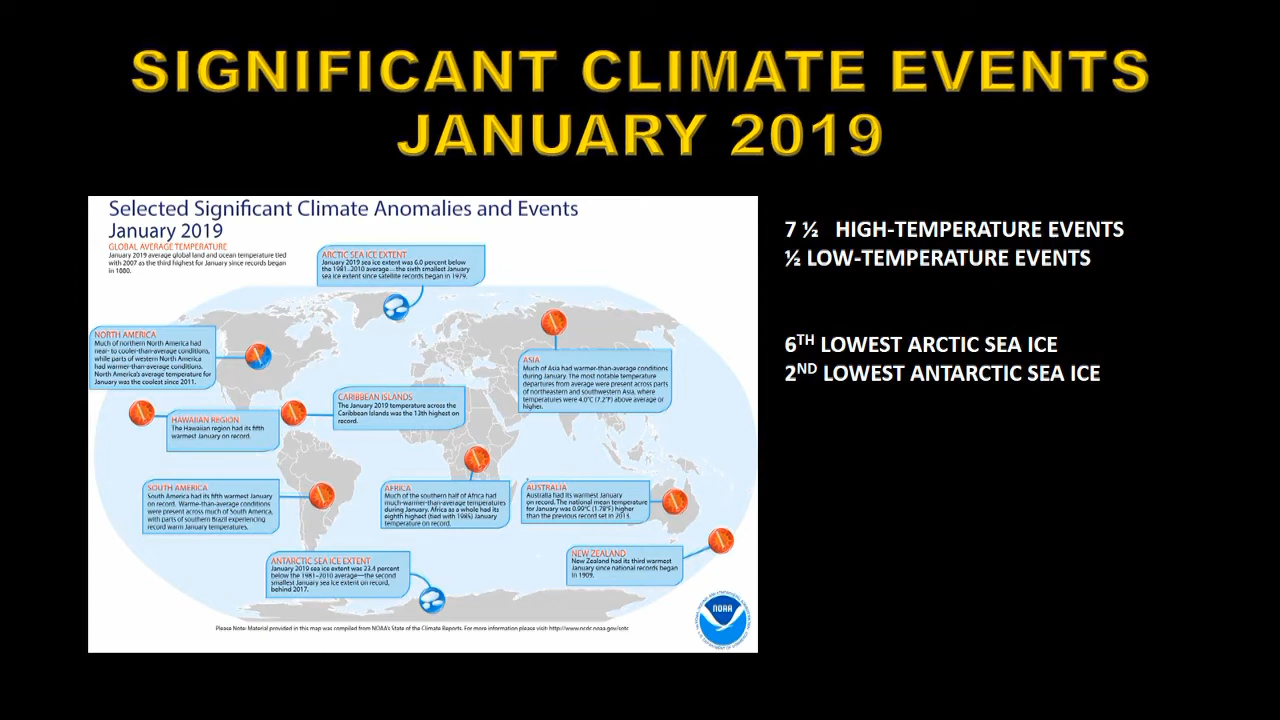 SIGNIFICANT CLIMATE EVENTS
JANUARY 2019
Selected Significant Climate Anomalies and Events
January 2019
GLOBAL AVERAGE TEMPERATURE
January 2019 average global land and ocean temperature tied
with 2007 as the third highest for January since records began
in 1880.
ARCTIC SEA ICE EXTENT
January 2019 sea ice extent was 6.0 percent below
the 1981–2010 average—the sixth smallest January
sea ice extent since satellite records began in 1979.
NORTH AMERICA
Much of northern North America had
near- to cooler-than-average conditions,
while parts of western North America
had warmer-than-average conditions.
North America's average temperature for
January was the coolest since 2011.
ASIA
Much of Asia had warmer-than-average conditions
during January. The most notable temperature
departures from average were present across parts
of northeastern and southwestern Asia, where
temperatures were 4.0°C (7.2°F) above average or
higher.
CARIBBEAN ISLANDS
The January 2019 temperature across the
Caribbean Islands was the 13th highest on
record.
HAWAIIAN REGION
The Hawaiian region had its fifth
warmest January on record.
SOUTH AMERICA
South America had its fifth warmest January
on record. Warmer-than-average conditions
were present across much of South America,
with parts of southern Brazil experiencing
record warm January temperatures.
AFRICA
Much of the southern half of Africa had
much-warmer-than-average temperatures
during January. Africa as a whole had its
eighth highest (tied with 1985) January
temperature on record.
AUSTRALIA
Australia had its warmest January
on record. The national mean temperature
for January was 0.99°C (1.78°F) higher
than the previous record set in 2013.
NEW ZEALAND
New Zealand had its third warmest
January since national records began
in 1909.
ANTARCTIC SEA ICE EXTENT
January 2019 sea ice extent was 23.4 percent
below the 1981–2010 average—the second
smallest January sea ice extent on record,
behind 2017.
NOAA
Please Note: Material provided in this map was compiled from NOAA's State of the Climate Reports. For more information please visit: http://www.ncdc.noaa.gov/sotc
7 ½ HIGH-TEMPERATURE EVENTS
½ LOW-TEMPERATURE EVENTS
6TH LOWEST ARCTIC SEA ICE
2ND LOWEST ANTARCTIC SEA ICE